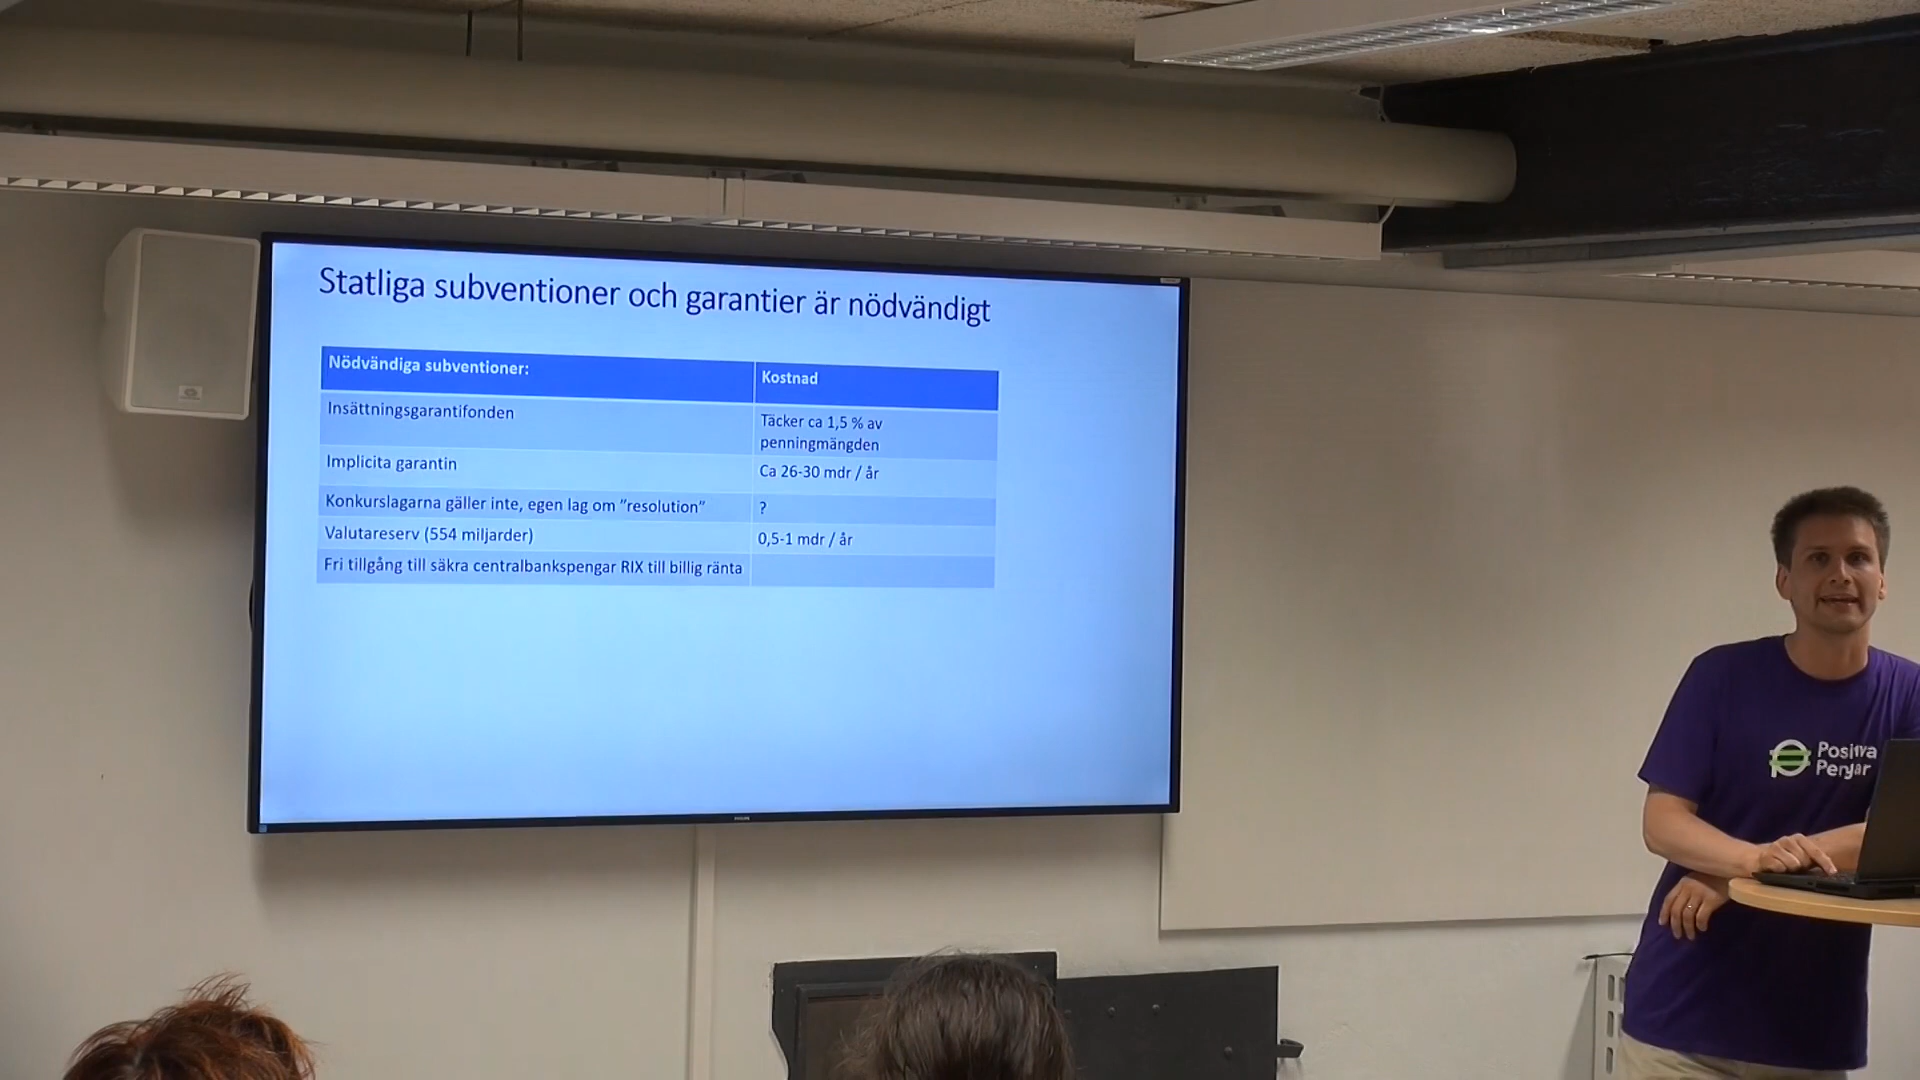 Statliga subventioner och garantier är nödvändigt
Nödvändiga subventioner:
Kostnad
Insättningsgarantifonden
Täcker ca 1,5 % av
penningmängden
Implicita garantin
Ca 26-30 mdr / år
Konkurslagarna gäller inte, egen lag om ”resolution”
?
Valutareserv (554 miljarder)
0,5-1 mdr / år
Fri tillgång till säkra centralbankspengar RIX till billig ränta
Positiva
Pengar
PHILIPS